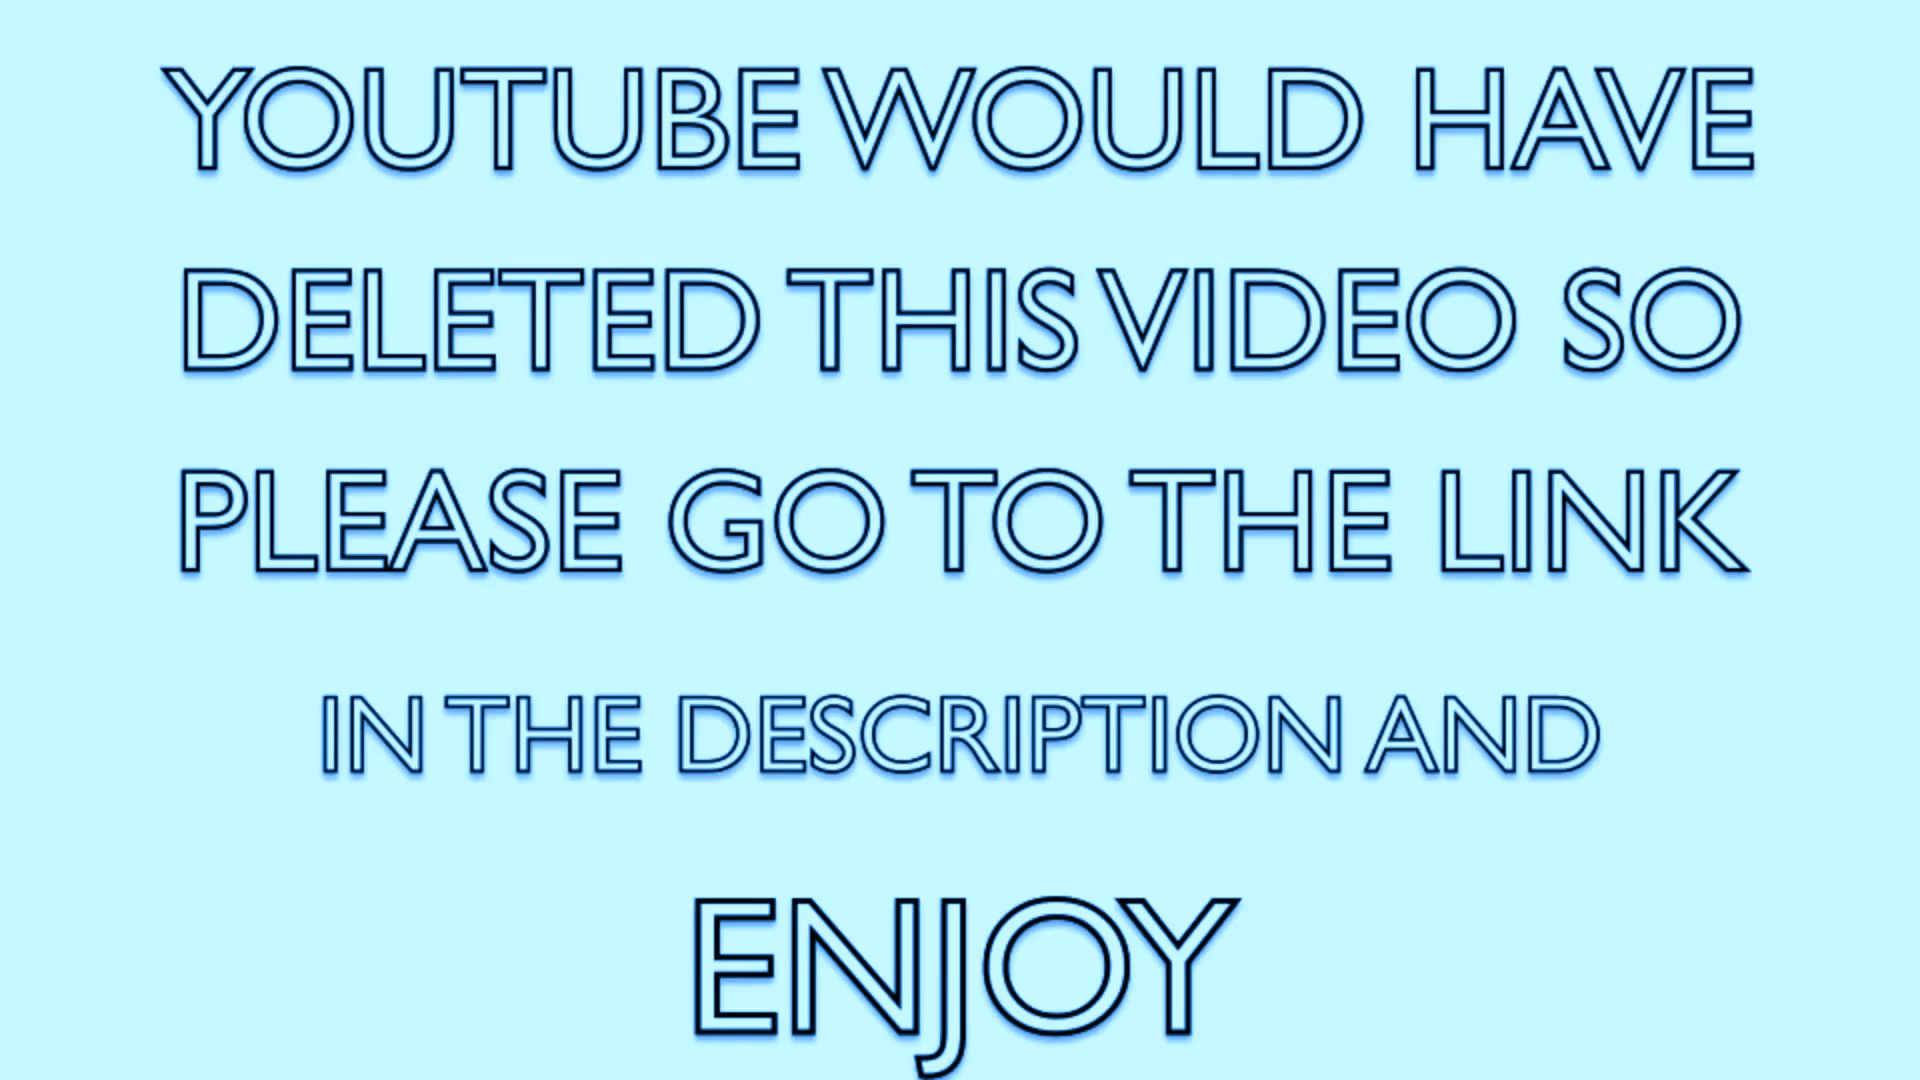 YOUTUBE WOULD HAVE
DELETED THIS VIDEO SO
PLEASE GO TO THE LINK
IN THE DESCRIPTION AND
ENJOY